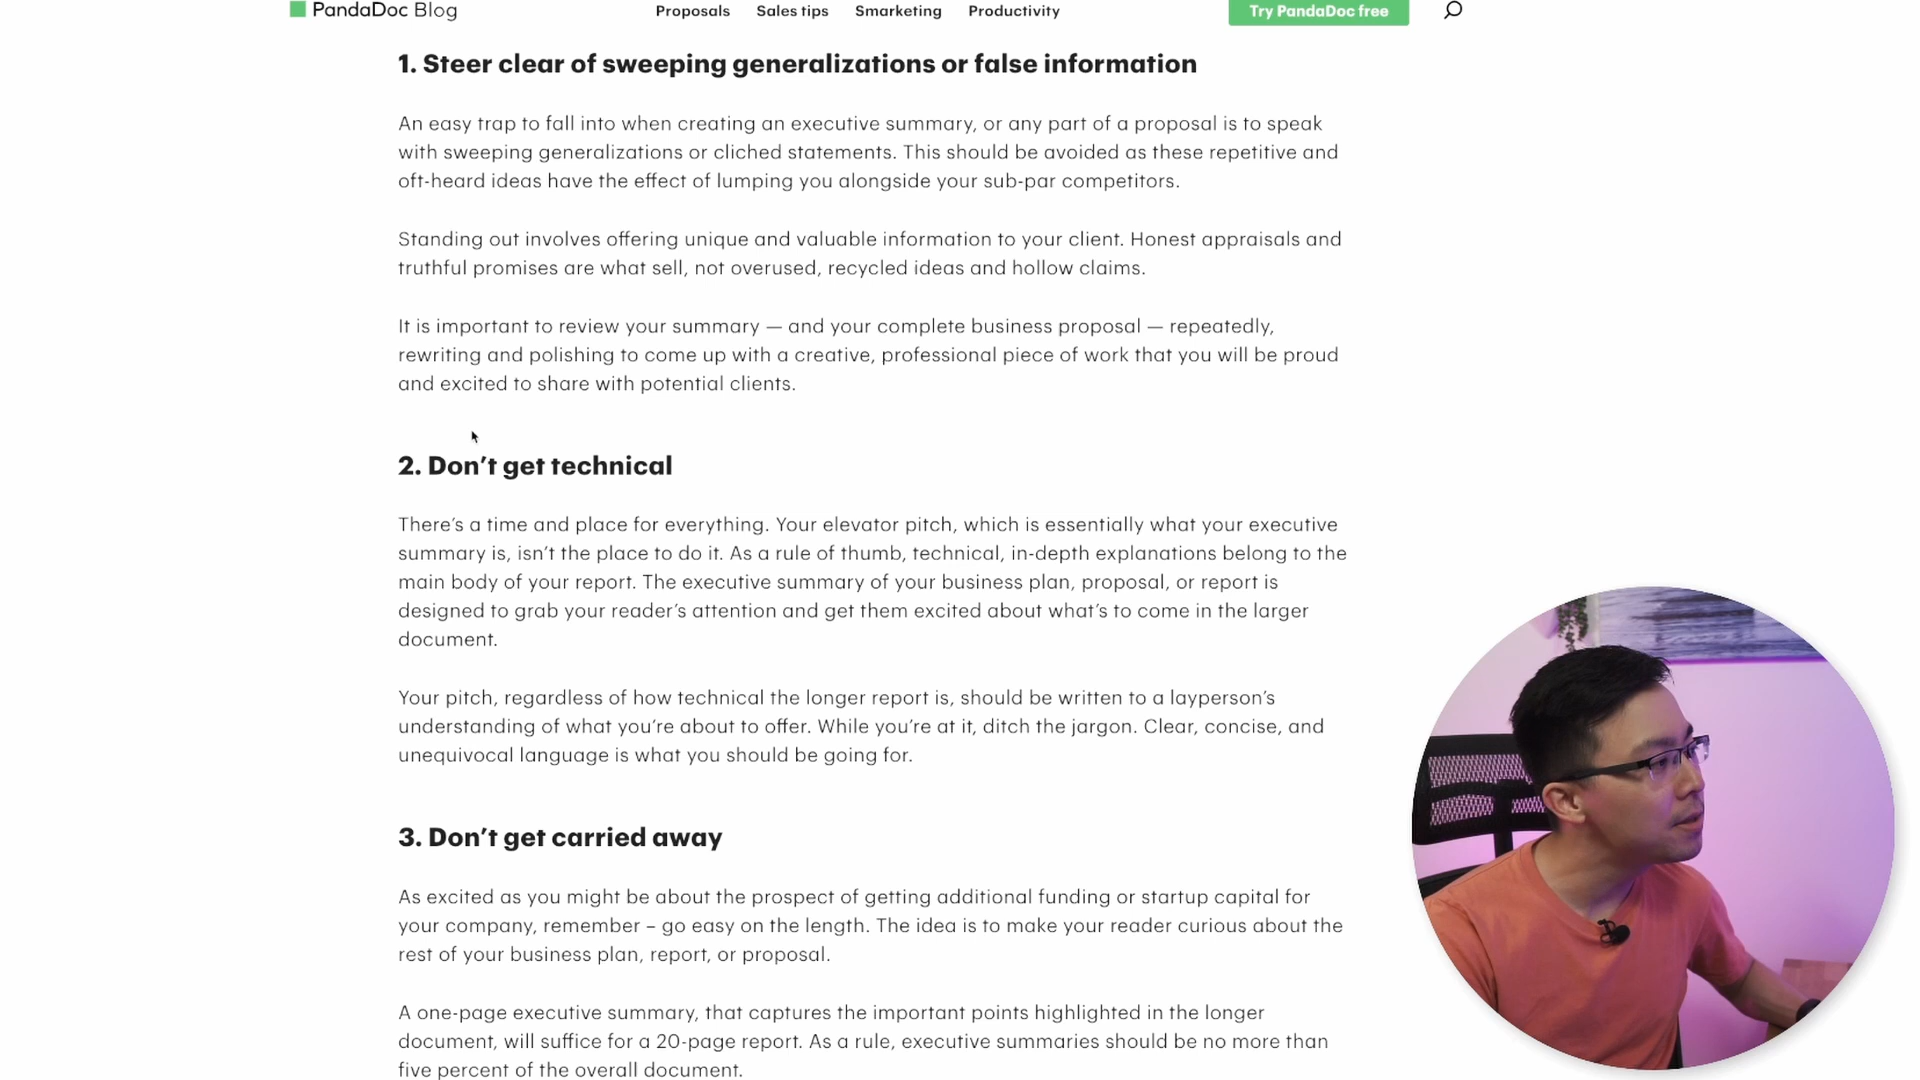 PandaDoc Blog
Proposals Sales tips Smarketing Productivity
Try PandaDoc free
1. Steer clear of sweeping generalizations or false information
An easy trap to fall into when creating an executive summary, or any part of a proposal is to speak
with sweeping generalizations or cliched statements. This should be avoided as these repetitive and
oft-heard ideas have the effect of lumping you alongside your sub-par competitors.
Standing out involves offering unique and valuable information to your client. Honest appraisals and
truthful promises are what sell, not overused, recycled ideas and hollow claims.
It is important to review your summary — and your complete business proposal — repeatedly,
rewriting and polishing to come up with a creative, professional piece of work that you will be proud
and excited to share with potential clients.
2. Don’t get technical
There’s a time and place for everything. Your elevator pitch, which is essentially what your executive
summary is, isn’t the place to do it. As a rule of thumb, technical, in-depth explanations belong to the
main body of your report. The executive summary of your business plan, proposal, or report is
designed to grab your reader’s attention and get them excited about what’s to come in the larger
document.
Your pitch, regardless of how technical the longer report is, should be written to a layperson’s
understanding of what you’re about to offer. While you’re at it, ditch the jargon. Clear, concise, and
unequivocal language is what you should be going for.
3. Don’t get carried away
As excited as you might be about the prospect of getting additional funding or startup capital for
your company, remember – go easy on the length. The idea is to make your reader curious about the
rest of your business plan, report, or proposal.
A one-page executive summary, that captures the important points highlighted in the longer
document, will suffice for a 20-page report. As a rule, executive summaries should be no more than
five percent of the overall document.